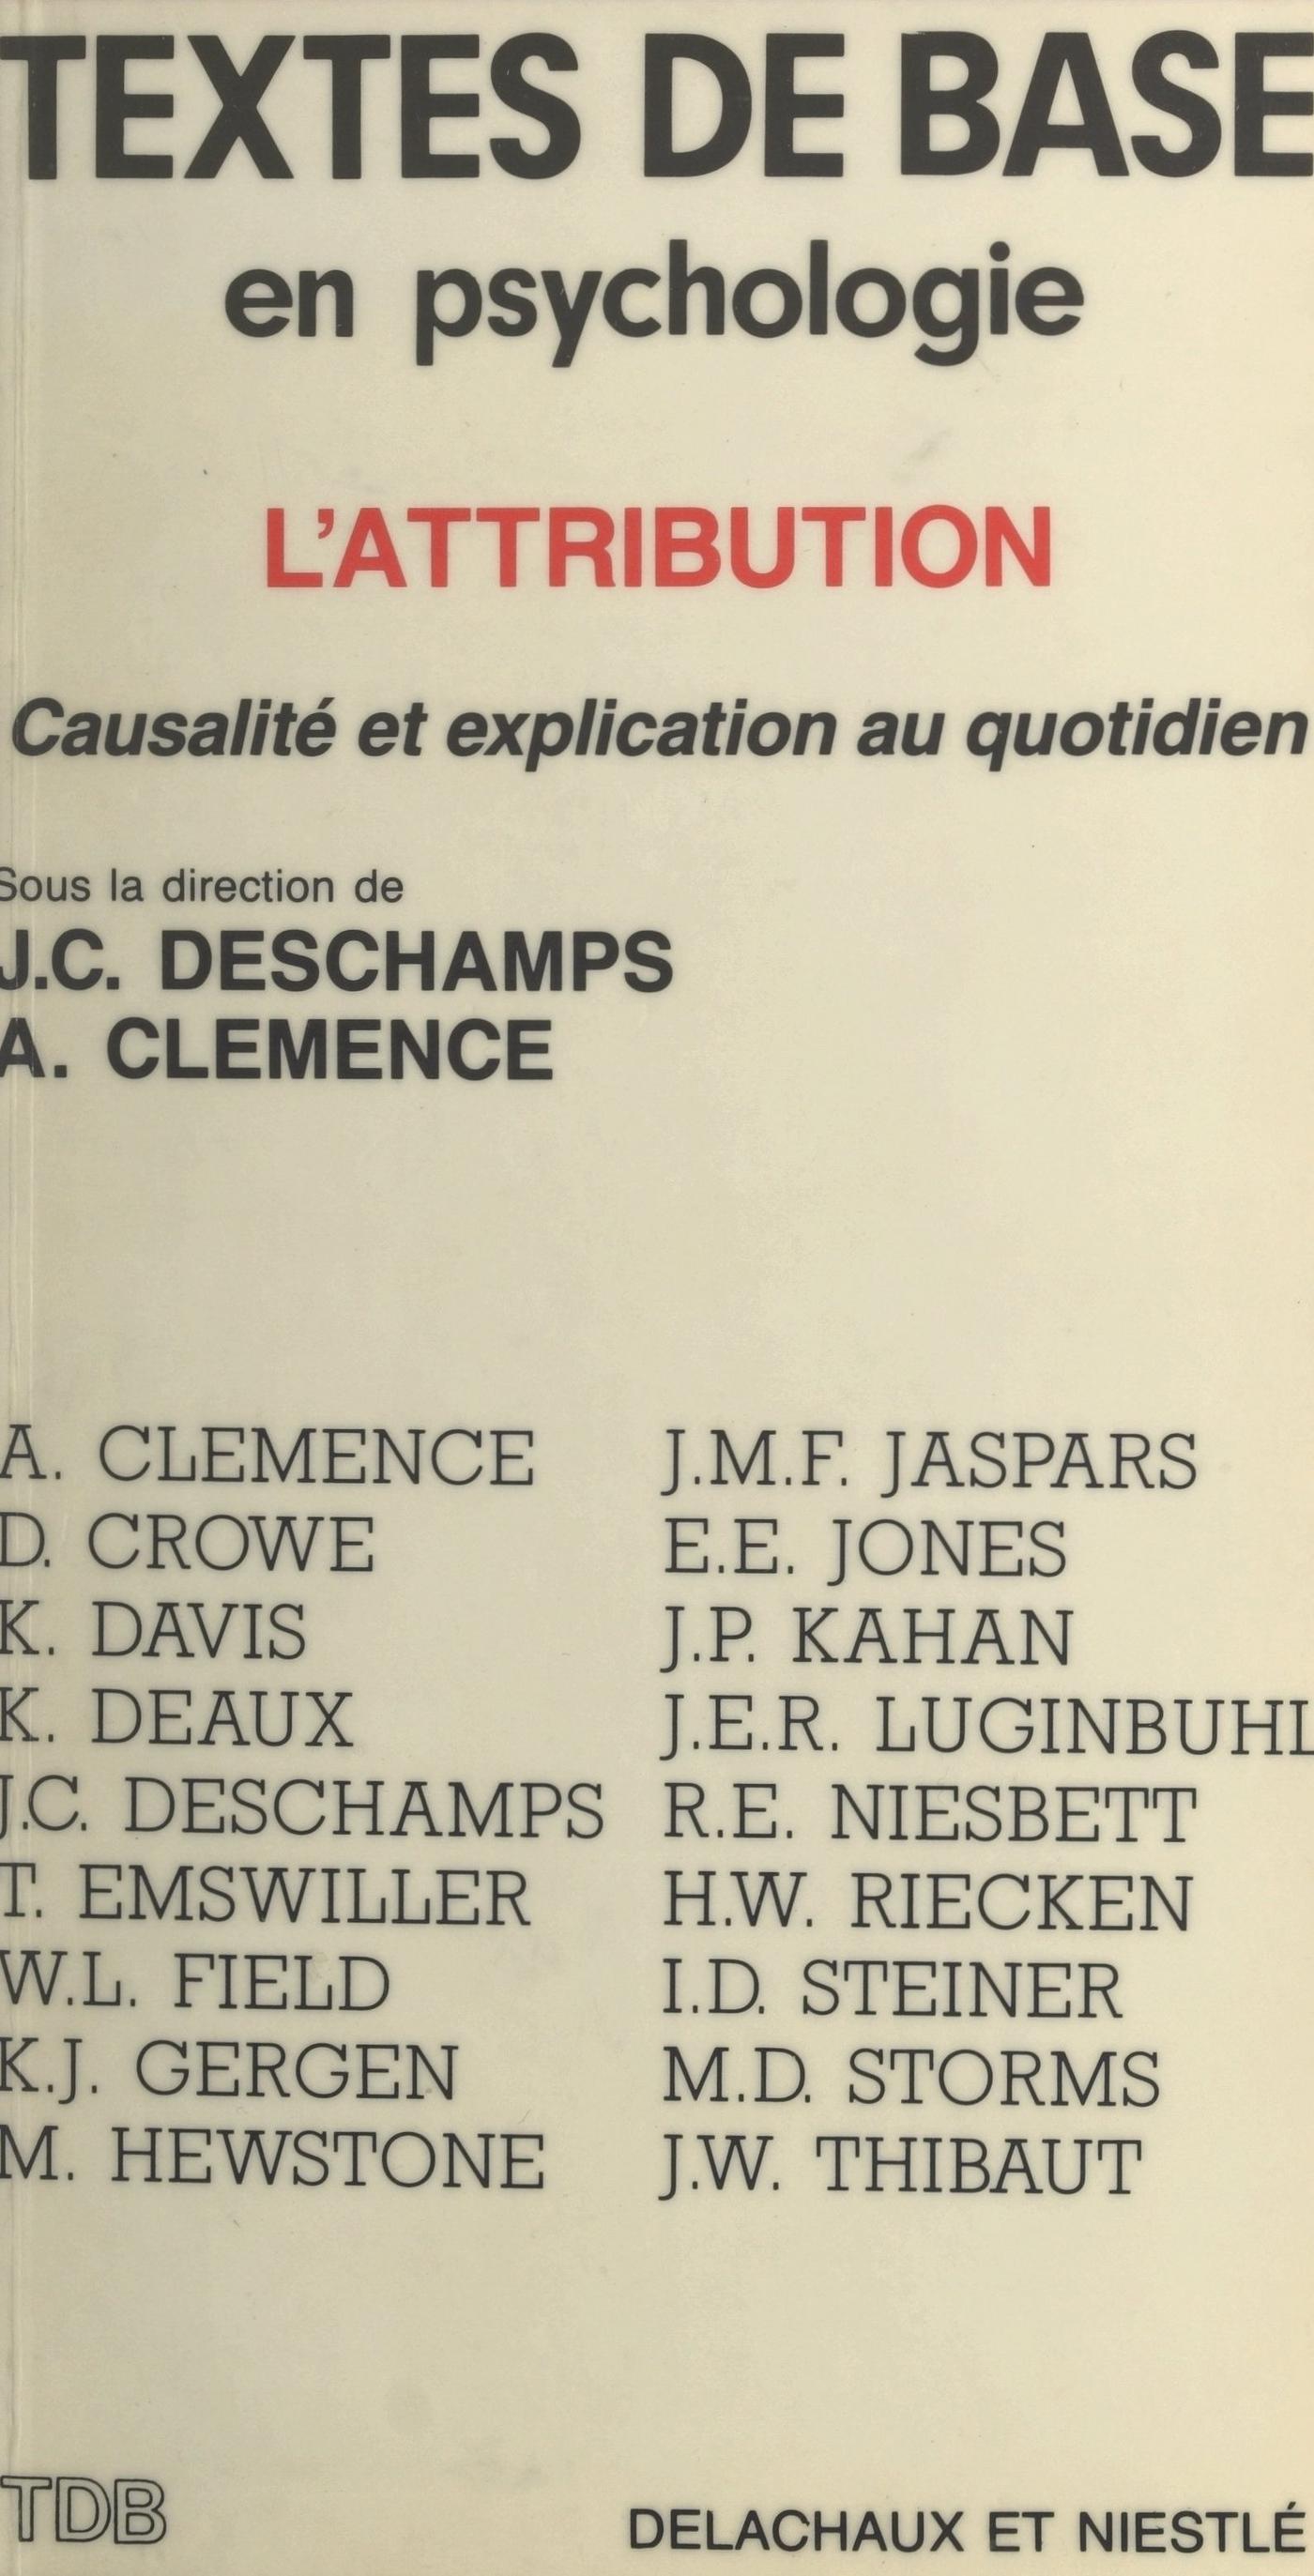 TEXTES DE BASE
en psychologie
L'ATTRIBUTION
Causalité et explication au quotidien
Sous la direction de
J.C. DESCHAMPS
A. CLEMENCE
A. CLEMENCE
D. CROWE
K. DAVIS
K. DEAUX
J.C. DESCHAMPS
T. EMSWILLER
W.L. FIELD
K.J. GERGEN
M. HEWSTONE
J.M.F. JASPARS
E.E. JONES
J.P. KAHAN
J.E.R. LUGINBUHL
R.E. NIESBETT
H.W. RIECKEN
I.D. STEINER
M.D. STORMS
J.W. THIBAUT
TDB
DELACHAUX ET NIESTLÉ